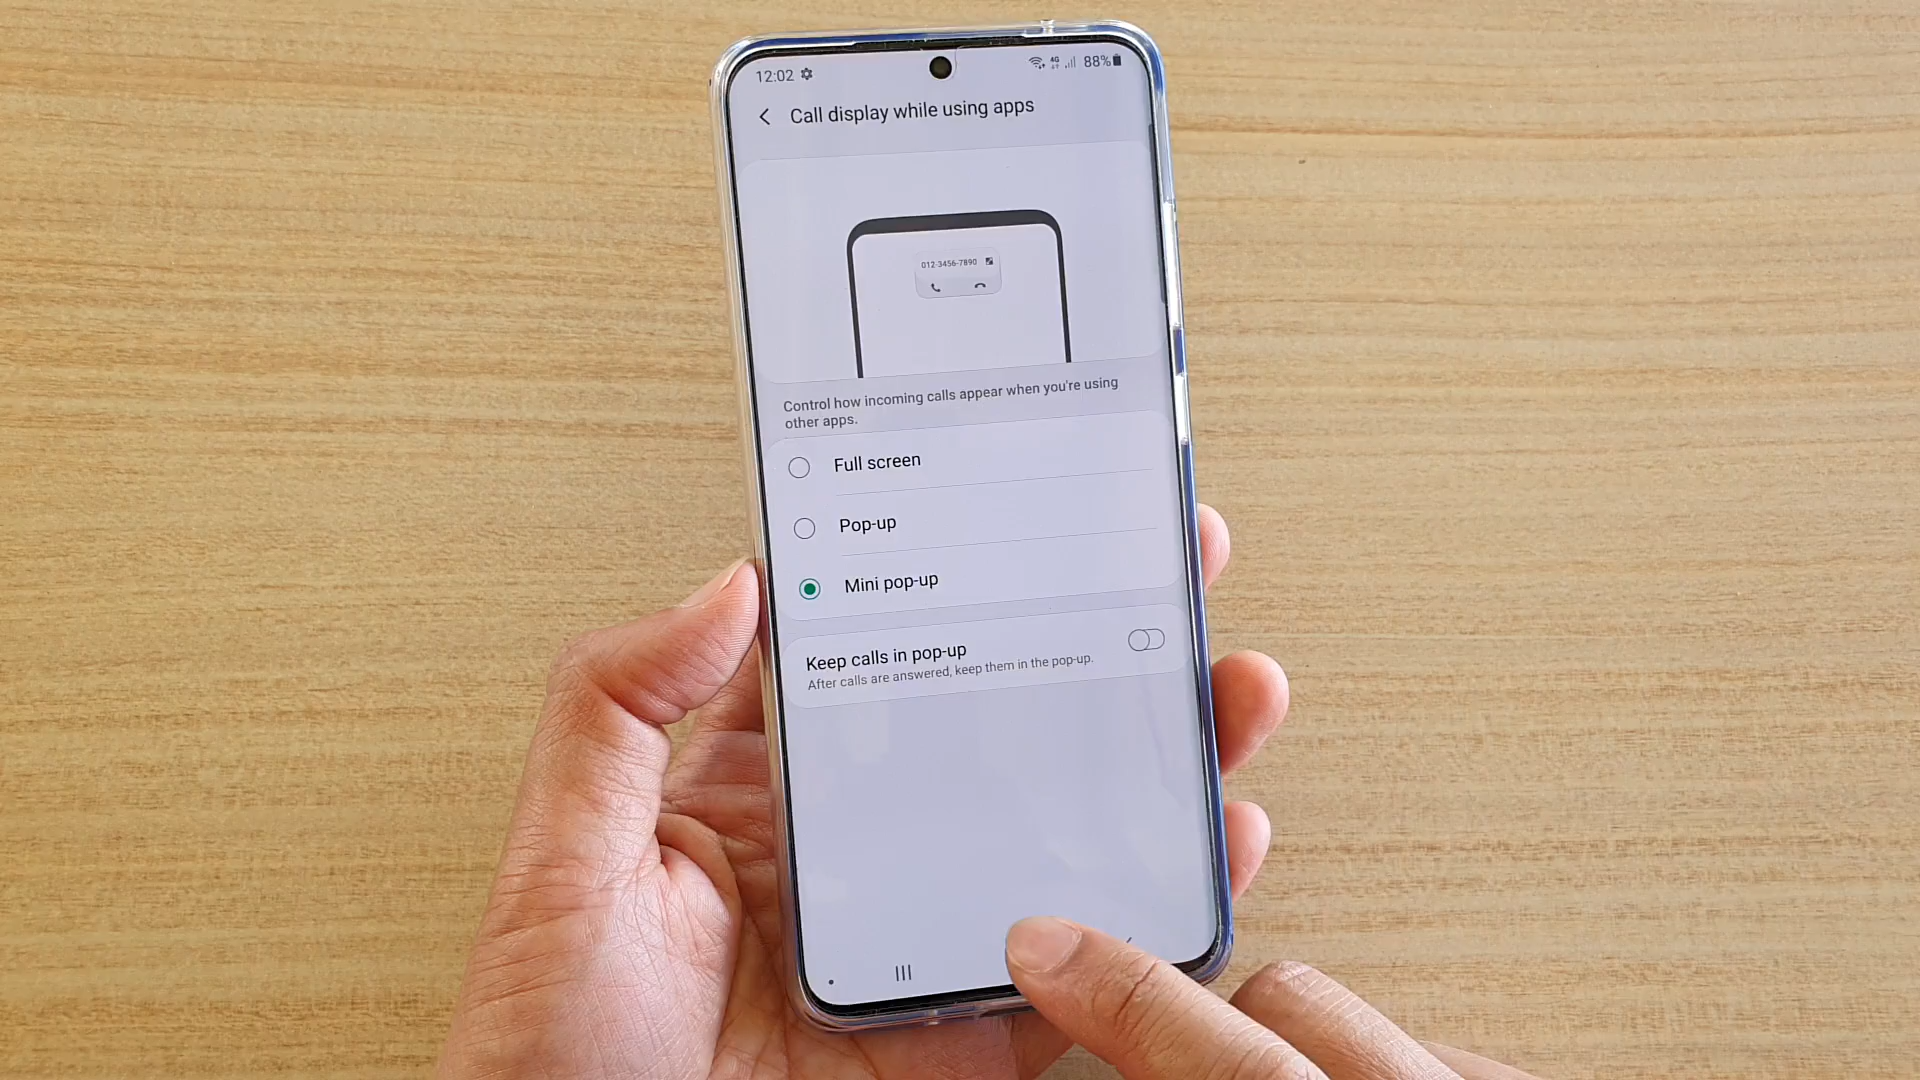 12:02
4G
88%
Call display while using apps
012-3456-7890
Control how incoming calls appear when you're using
other apps.
Full screen
Pop-up
Mini pop-up
Keep calls in pop-up
After calls are answered, keep them in the pop-up.